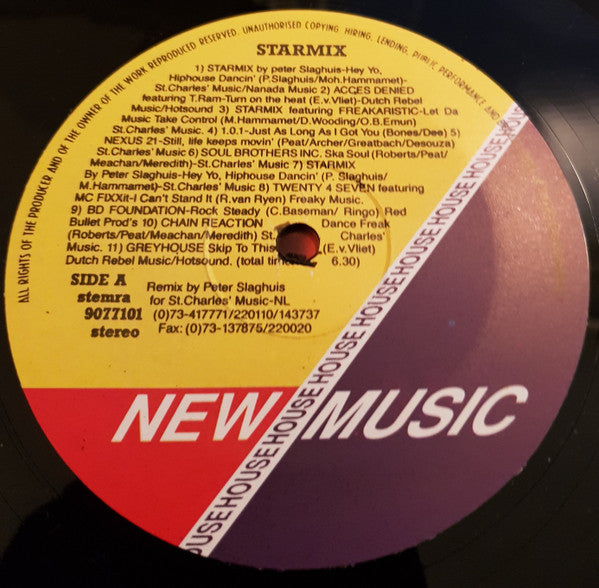 ALL RIGHTS OF THE PRODUCER AND OF THE OWNER OF THE WORK REPRODUCED RESERVED. UNAUTHORISED COPYING, HIRING, LENDING, PUBLIC PERFORMANCE AND
STARMIX
1) STARMIX by peter Slaghuis-Hey Yo,
Hiphouse Dancin' (P.Slaghuis/Moh.Hammamet)-
St.Charles' Music/Nanada Music 2) ACCES DENIED
featuring T.Ram-Turn on the heat (E.v.Vliet)-Dutch Rebel
Music/Hotsound 3) STARMIX featuring FREAKARISTIC-Let Da
Music Take Control (M.Hammamet/D.Wooding/O.B.Emun)
St.Charles' Music. 4) 1.0.1-Just As Long As I Got You (Bones/Dee) 5)
NEXUS 21-Still, life keeps movin' (Peat/Archer/Greatbach/Desouza)
St.Charles' Music 6) SOUL BROTHERS INC. Ska Soul (Roberts/Peat/
Meachan/Meredith)-St.Charles' Music 7) STARMIX
By Peter Slaghuis-Hey Yo, Hiphouse Dancin' (P. Slaghuis/
M.Hammamet)-St.Charles' Music 8) TWENTY 4 SEVEN featuring
MC FIXXit-I Can't Stand It (R.van Ryen) Freaky Music.
9) BD FOUNDATION-Rock Steady (C.Baseman/ Ringo) Red
Bullet Prod's 10) CHAIN REACTION Dance Freak
(Roberts/Peat/Meachan/Meredith) St. Charles'
Music. 11) GREYHOUSE Skip To This (E.v.Vliet)
Dutch Rebel Music/Hotsound. (total time 6.30)
SIDE A
stemra
9077101
stereo
Remix by Peter Slaghuis
for St.Charles' Music-NL
(0)73-417771/220110/143737
Fax: (0)73-137875/220020
HOUSEHOUSEHOUSEHOUSEHOUSEHOUSEHOUSE
NEW MUSIC